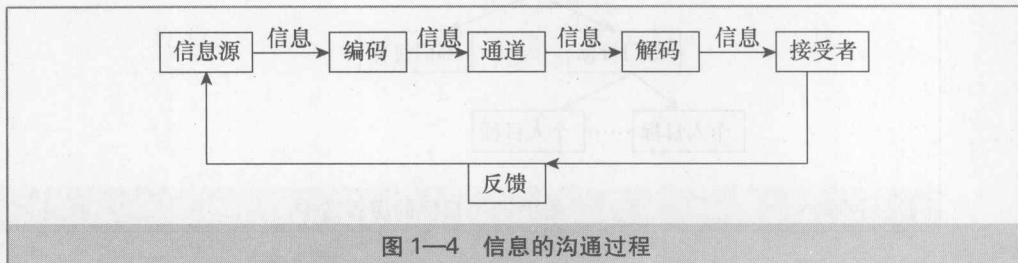 信息源 信息 编码 信息 通道 信息 解码 信息 接受者
反馈
图 1—4 信息的沟通过程